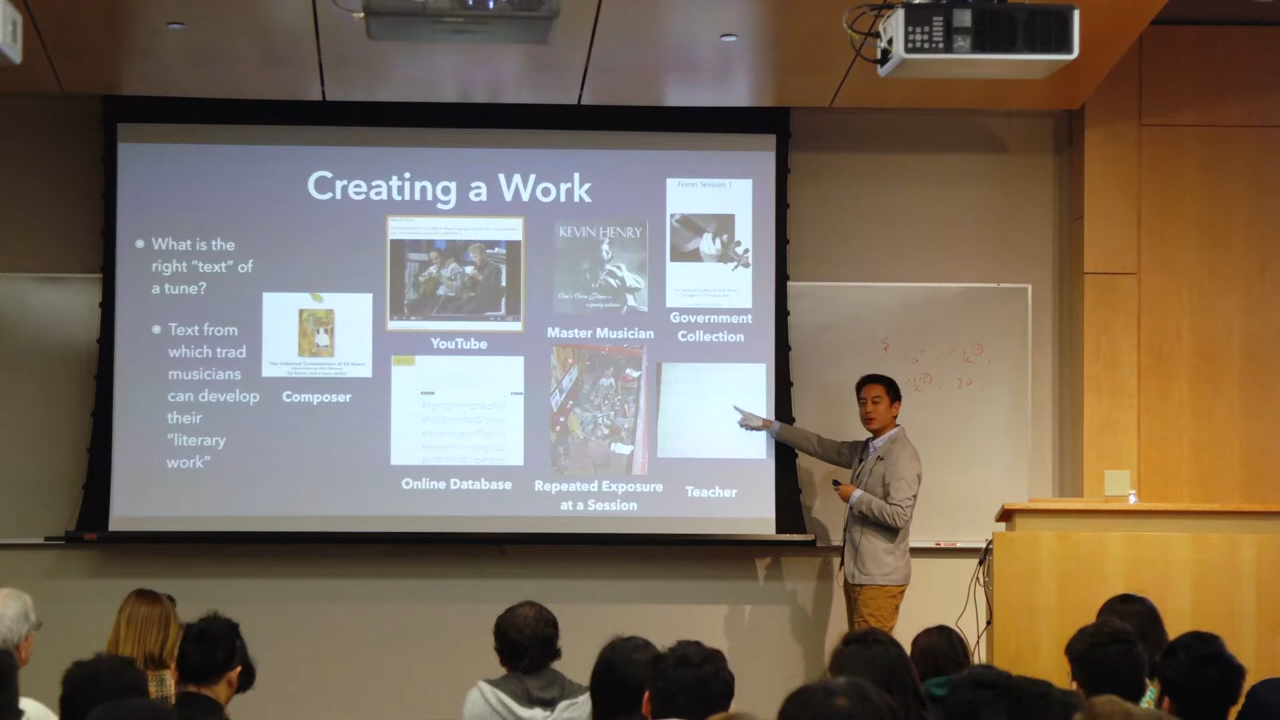 Creating a Work
What is the
right “text” of
a tune?
Text from
which trad
musicians
can develop
their
“literary
work”
Composer
YouTube
KEVIN HENRY
Master Musician
Government
Collection
Online Database
Repeated Exposure
at a Session
Teacher